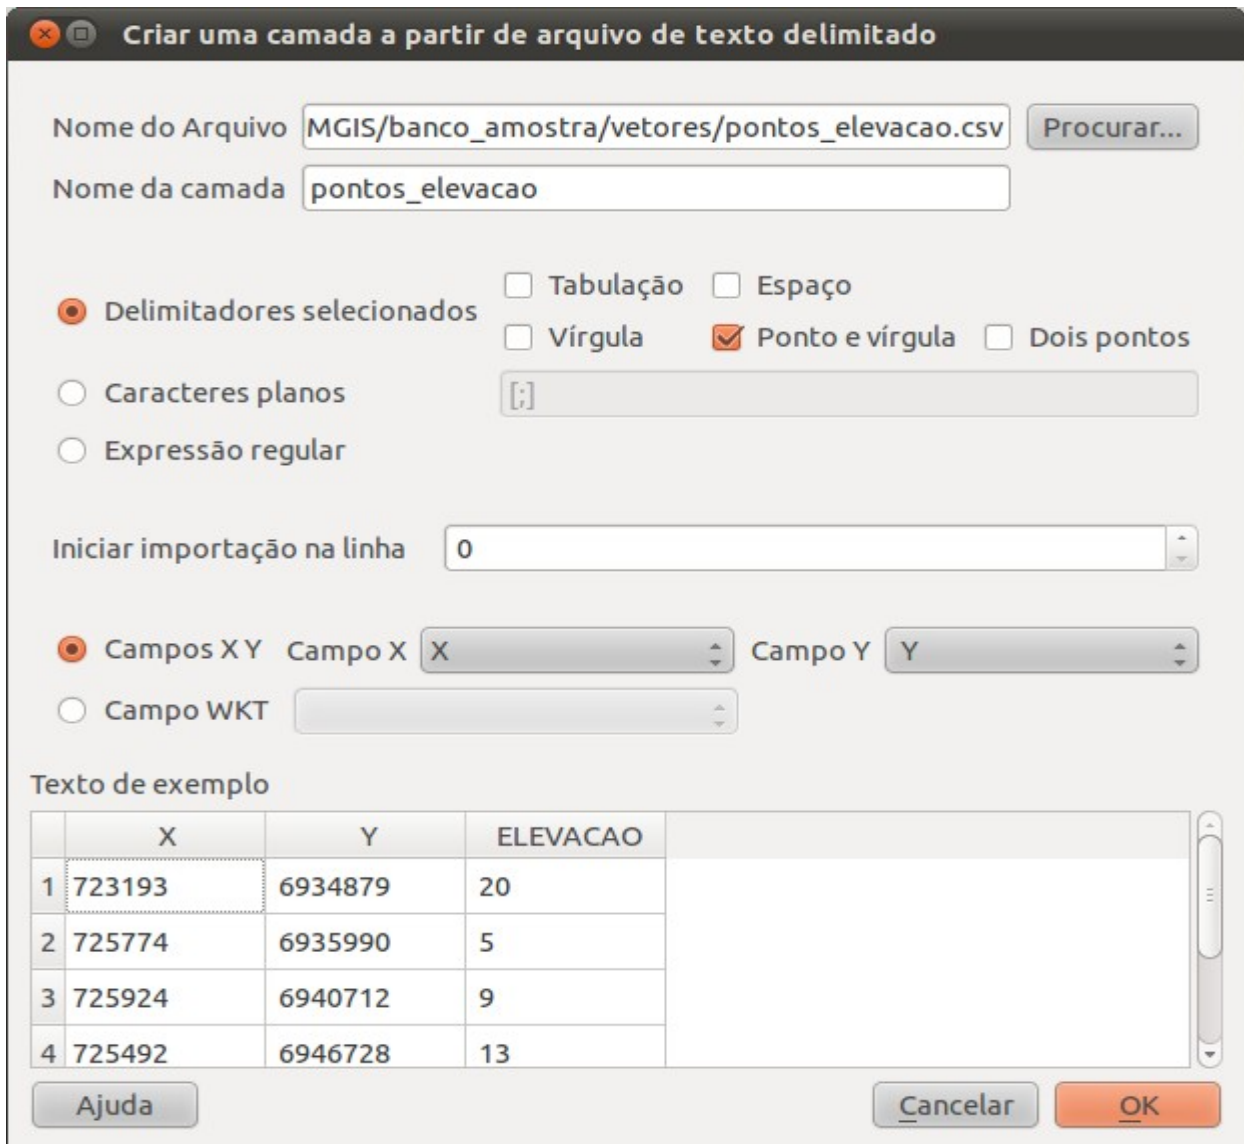 Criar uma camada a partir de arquivo de texto delimitado
Nome do Arquivo MGIS/banco_amostra/vetores/pontos_elevacao.csv Procurar...
Nome da camada pontos_elevacao
Tabulação Espaço
Delimitadores selecionados
Vírgula Ponto e vírgula Dois pontos
Caracteres planos [;]
Expressão regular
Iniciar importação na linha 0
Campos X Y Campo X X Campo Y Y
Campo WKT
Texto de exemplo
X Y ELEVACAO
1 723193 6934879 20
2 725774 6935990 5
3 725924 6940712 9
4 725492 6946728 13
Ajuda Cancelar OK